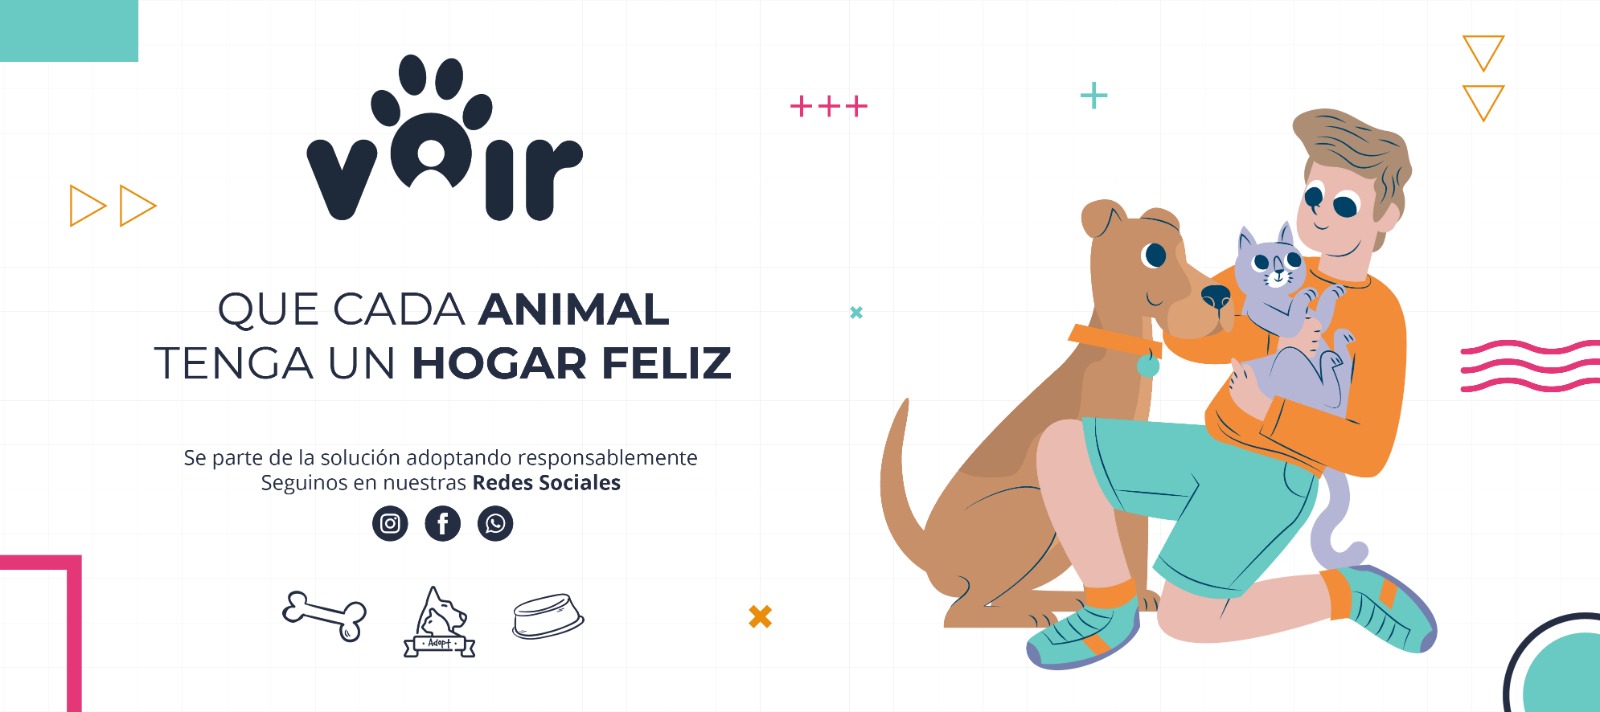 voir
QUE CADA ANIMAL
TENGA UN HOGAR FELIZ
Se parte de la solución adoptando responsablemente
Seguinos en nuestras Redes Sociales
· Adopt ·